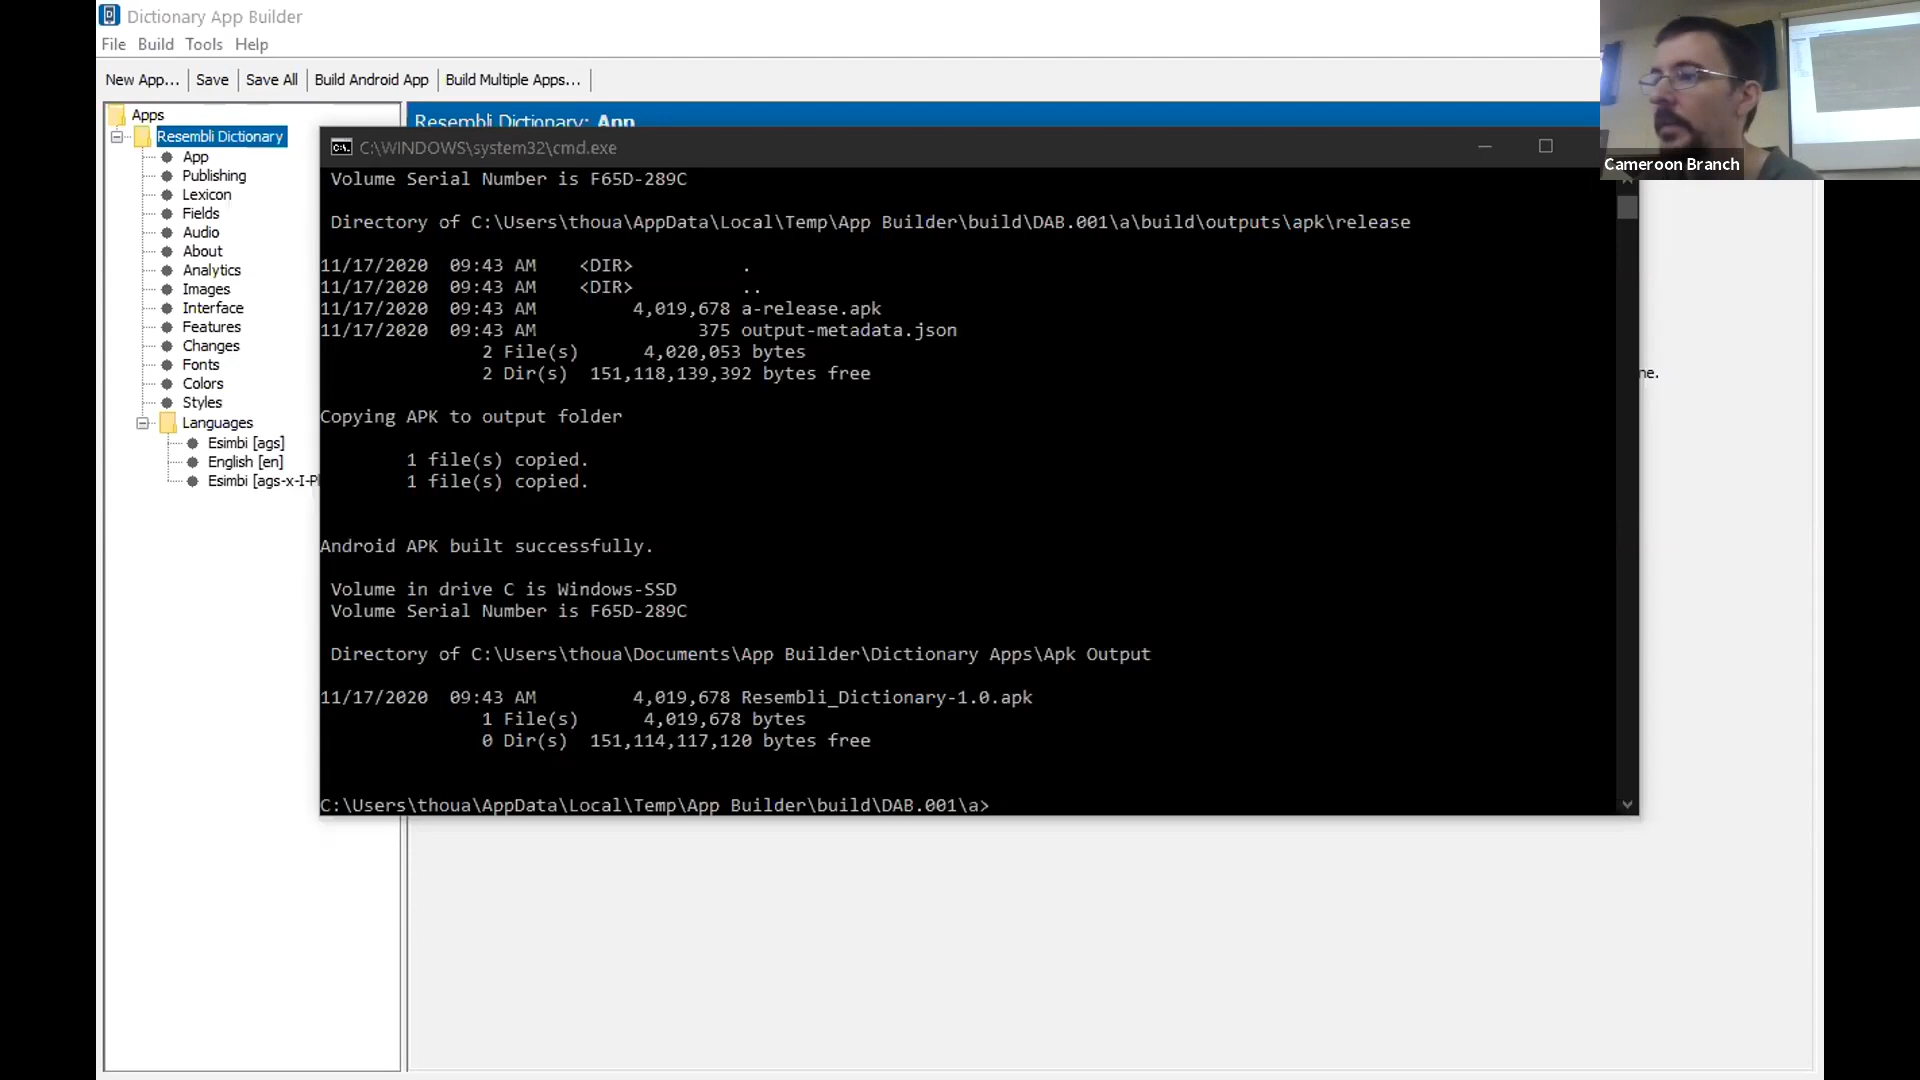 Dictionary App Builder
File Build Tools Help
New App... Save Save All Build Android App Build Multiple Apps...
Apps
Resembli Dictionary
App
Publishing
Lexicon
Fields
Audio
About
Analytics
Images
Interface
Features
Changes
Fonts
Colors
Styles
Languages
Esimbi [ags]
English [en]
Esimbi [ags-x-I-P
Resembli Dictionary: App
C:\WINDOWS\system32\cmd.exe
Volume Serial Number is F65D-289C
Directory of C:\Users\thoua\AppData\Local\Temp\App Builder\build\DAB.001\a\build\outputs\apk\release
11/17/2020 09:43 AM <DIR> .
11/17/2020 09:43 AM <DIR> ..
11/17/2020 09:43 AM 4,019,678 a-release.apk
11/17/2020 09:43 AM 375 output-metadata.json
2 File(s) 4,020,053 bytes
2 Dir(s) 151,118,139,392 bytes free
Copying APK to output folder
1 file(s) copied.
1 file(s) copied.
Android APK built successfully.
Volume in drive C is Windows-SSD
Volume Serial Number is F65D-289C
Directory of C:\Users\thoua\Documents\App Builder\Dictionary Apps\Apk Output
11/17/2020 09:43 AM 4,019,678 Resembli_Dictionary-1.0.apk
1 File(s) 4,019,678 bytes
0 Dir(s) 151,114,117,120 bytes free
C:\Users\thoua\AppData\Local\Temp\App Builder\build\DAB.001\a>
ne.
Cameroon Branch